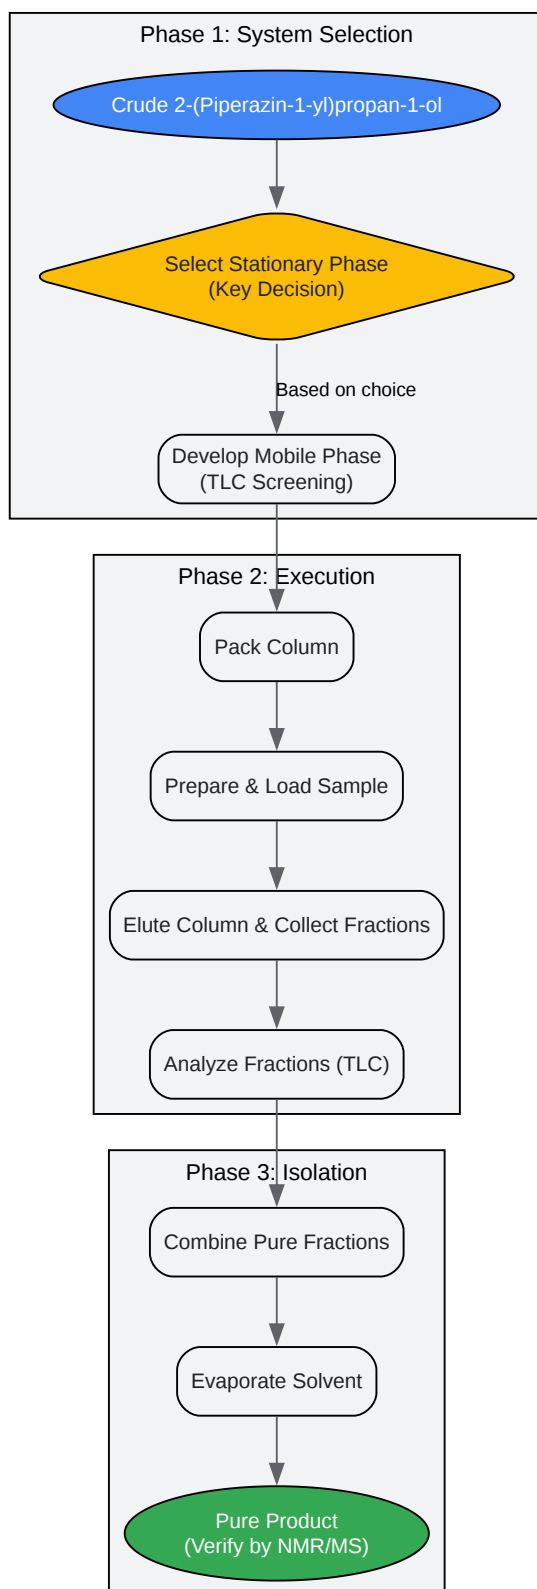 Phase 1: System Selection
Crude 2-(Piperazin-1-yl)propan-1-ol
Select Stationary Phase
(Key Decision)
Based on choice
Develop Mobile Phase
(TLC Screening)
Phase 2: Execution
Pack Column
Prepare & Load Sample
Elute Column & Collect Fractions
Analyze Fractions (TLC)
Phase 3: Isolation
Combine Pure Fractions
Evaporate Solvent
Pure Product
(Verify by NMR/MS)